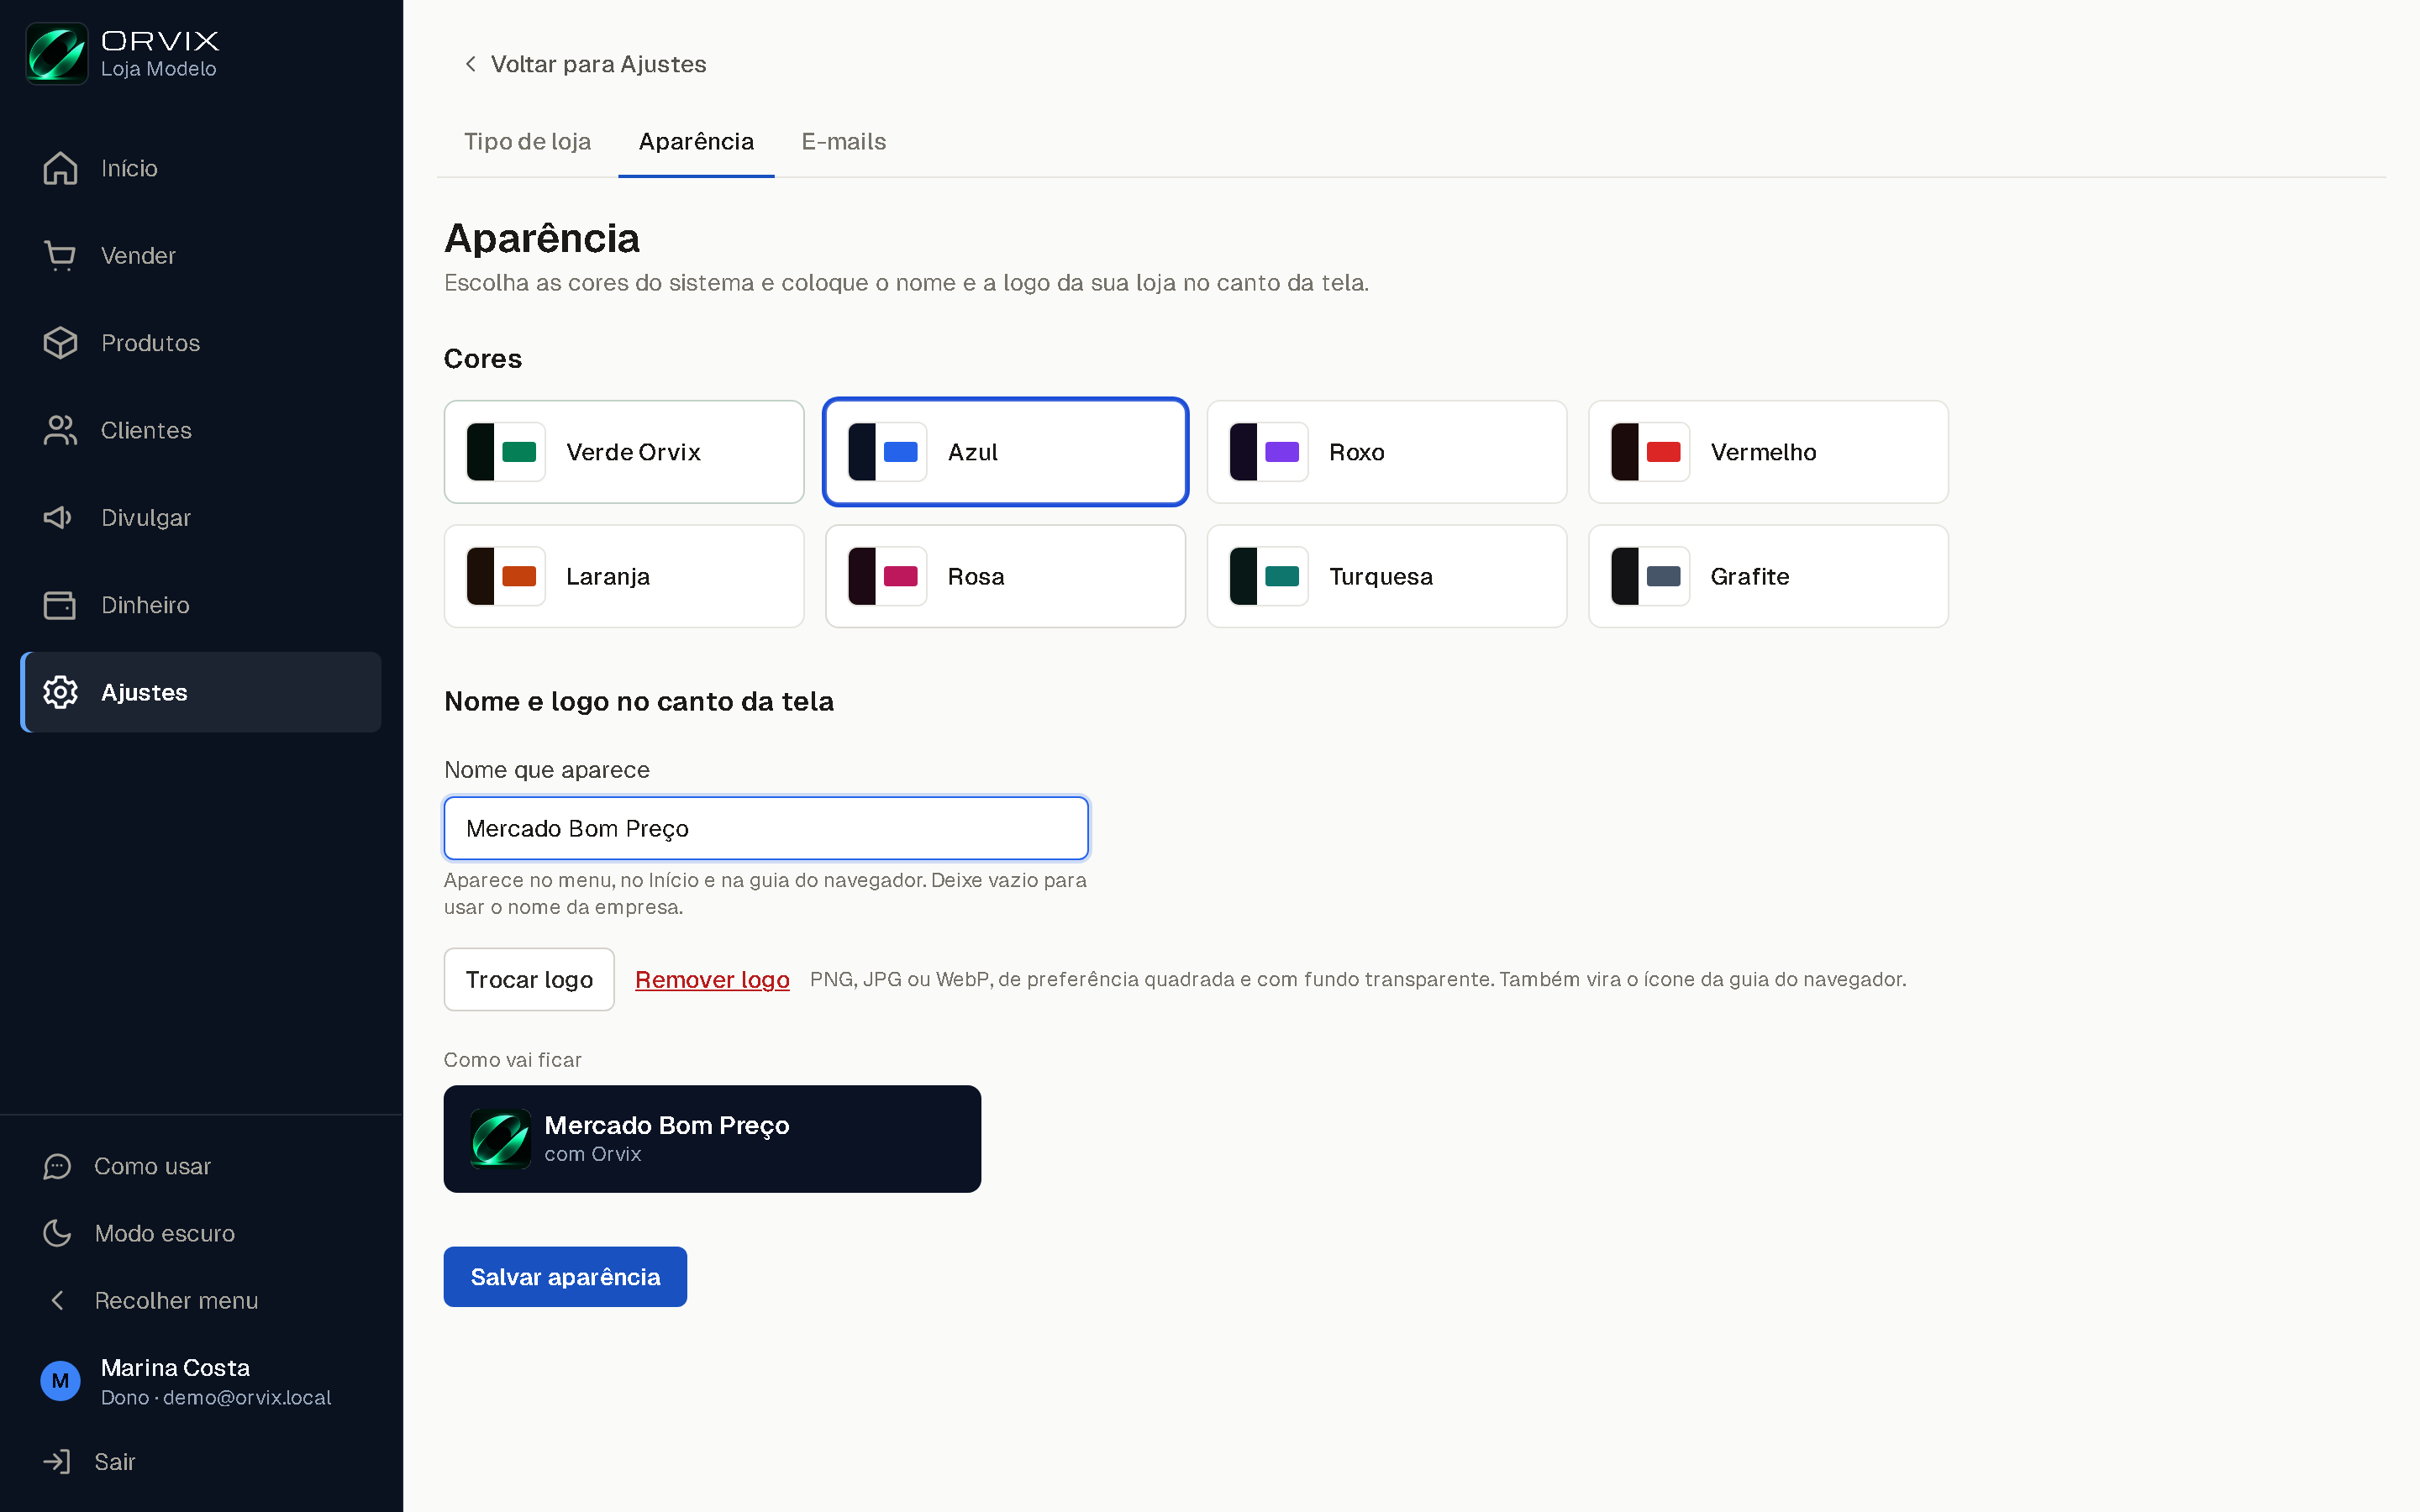 ORVIX
Loja Modelo
Início
Vender
Produtos
Clientes
Divulgar
Dinheiro
Ajustes
Como usar
Modo escuro
Recolher menu
M
Marina Costa
Dono · demo@orvix.local
Sair
Voltar para Ajustes
Tipo de loja
Aparência
E-mails
Aparência
Escolha as cores do sistema e coloque o nome e a logo da sua loja no canto da tela.
Cores
Verde Orvix
Azul
Roxo
Vermelho
Laranja
Rosa
Turquesa
Grafite
Nome e logo no canto da tela
Nome que aparece
Mercado Bom Preço
Aparece no menu, no Início e na guia do navegador. Deixe vazio para
usar o nome da empresa.
Trocar logo
Remover logo
PNG, JPG ou WebP, de preferência quadrada e com fundo transparente. Também vira o ícone da guia do navegador.
Como vai ficar
Mercado Bom Preço
com Orvix
Salvar aparência